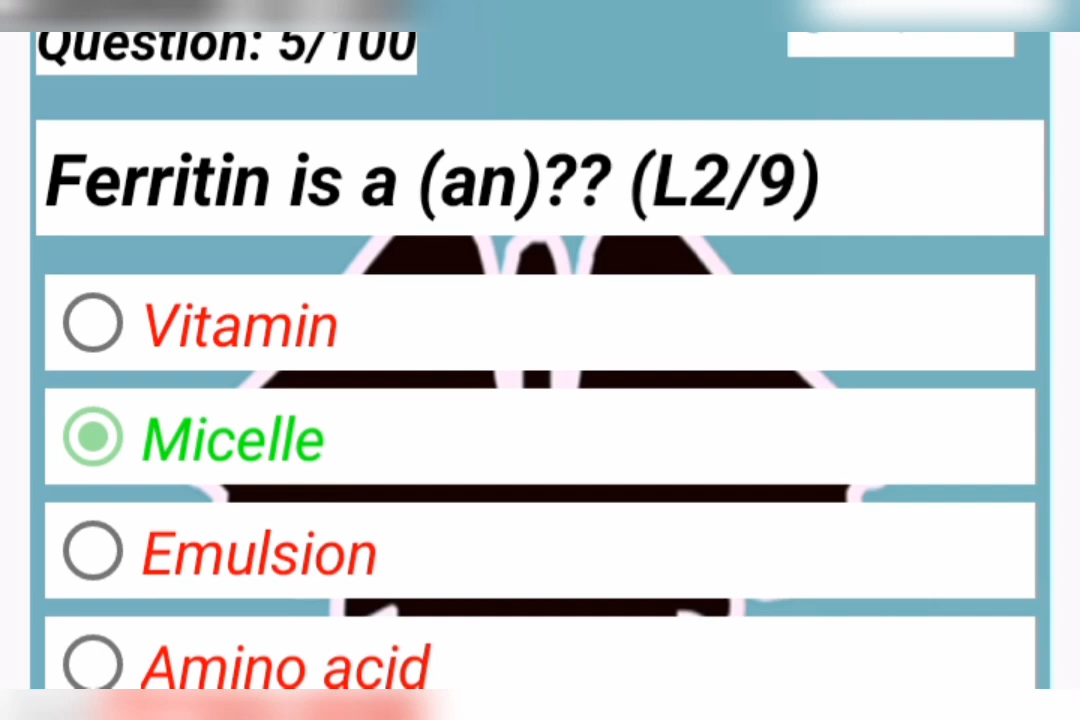 Question: 5/100
Ferritin is a (an)?? (L2/9)
Vitamin
Micelle
Emulsion
Amino acid